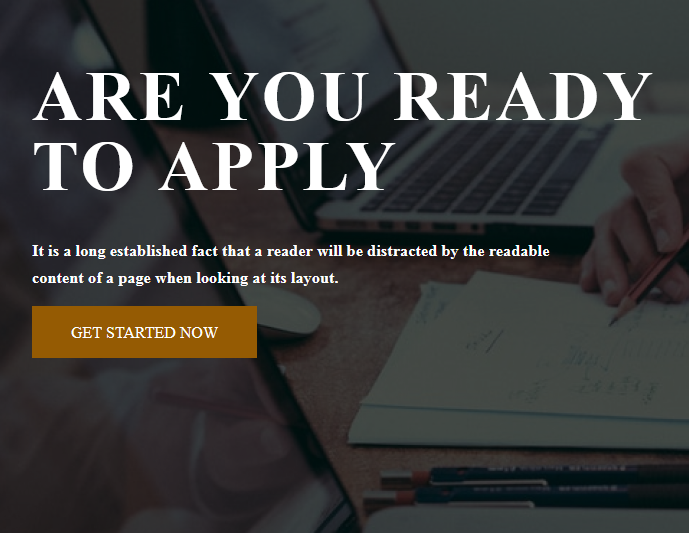 ARE YOU READY
TO APPLY
It is a long established fact that a reader will be distracted by the readable
content of a page when looking at its layout.
GET STARTED NOW